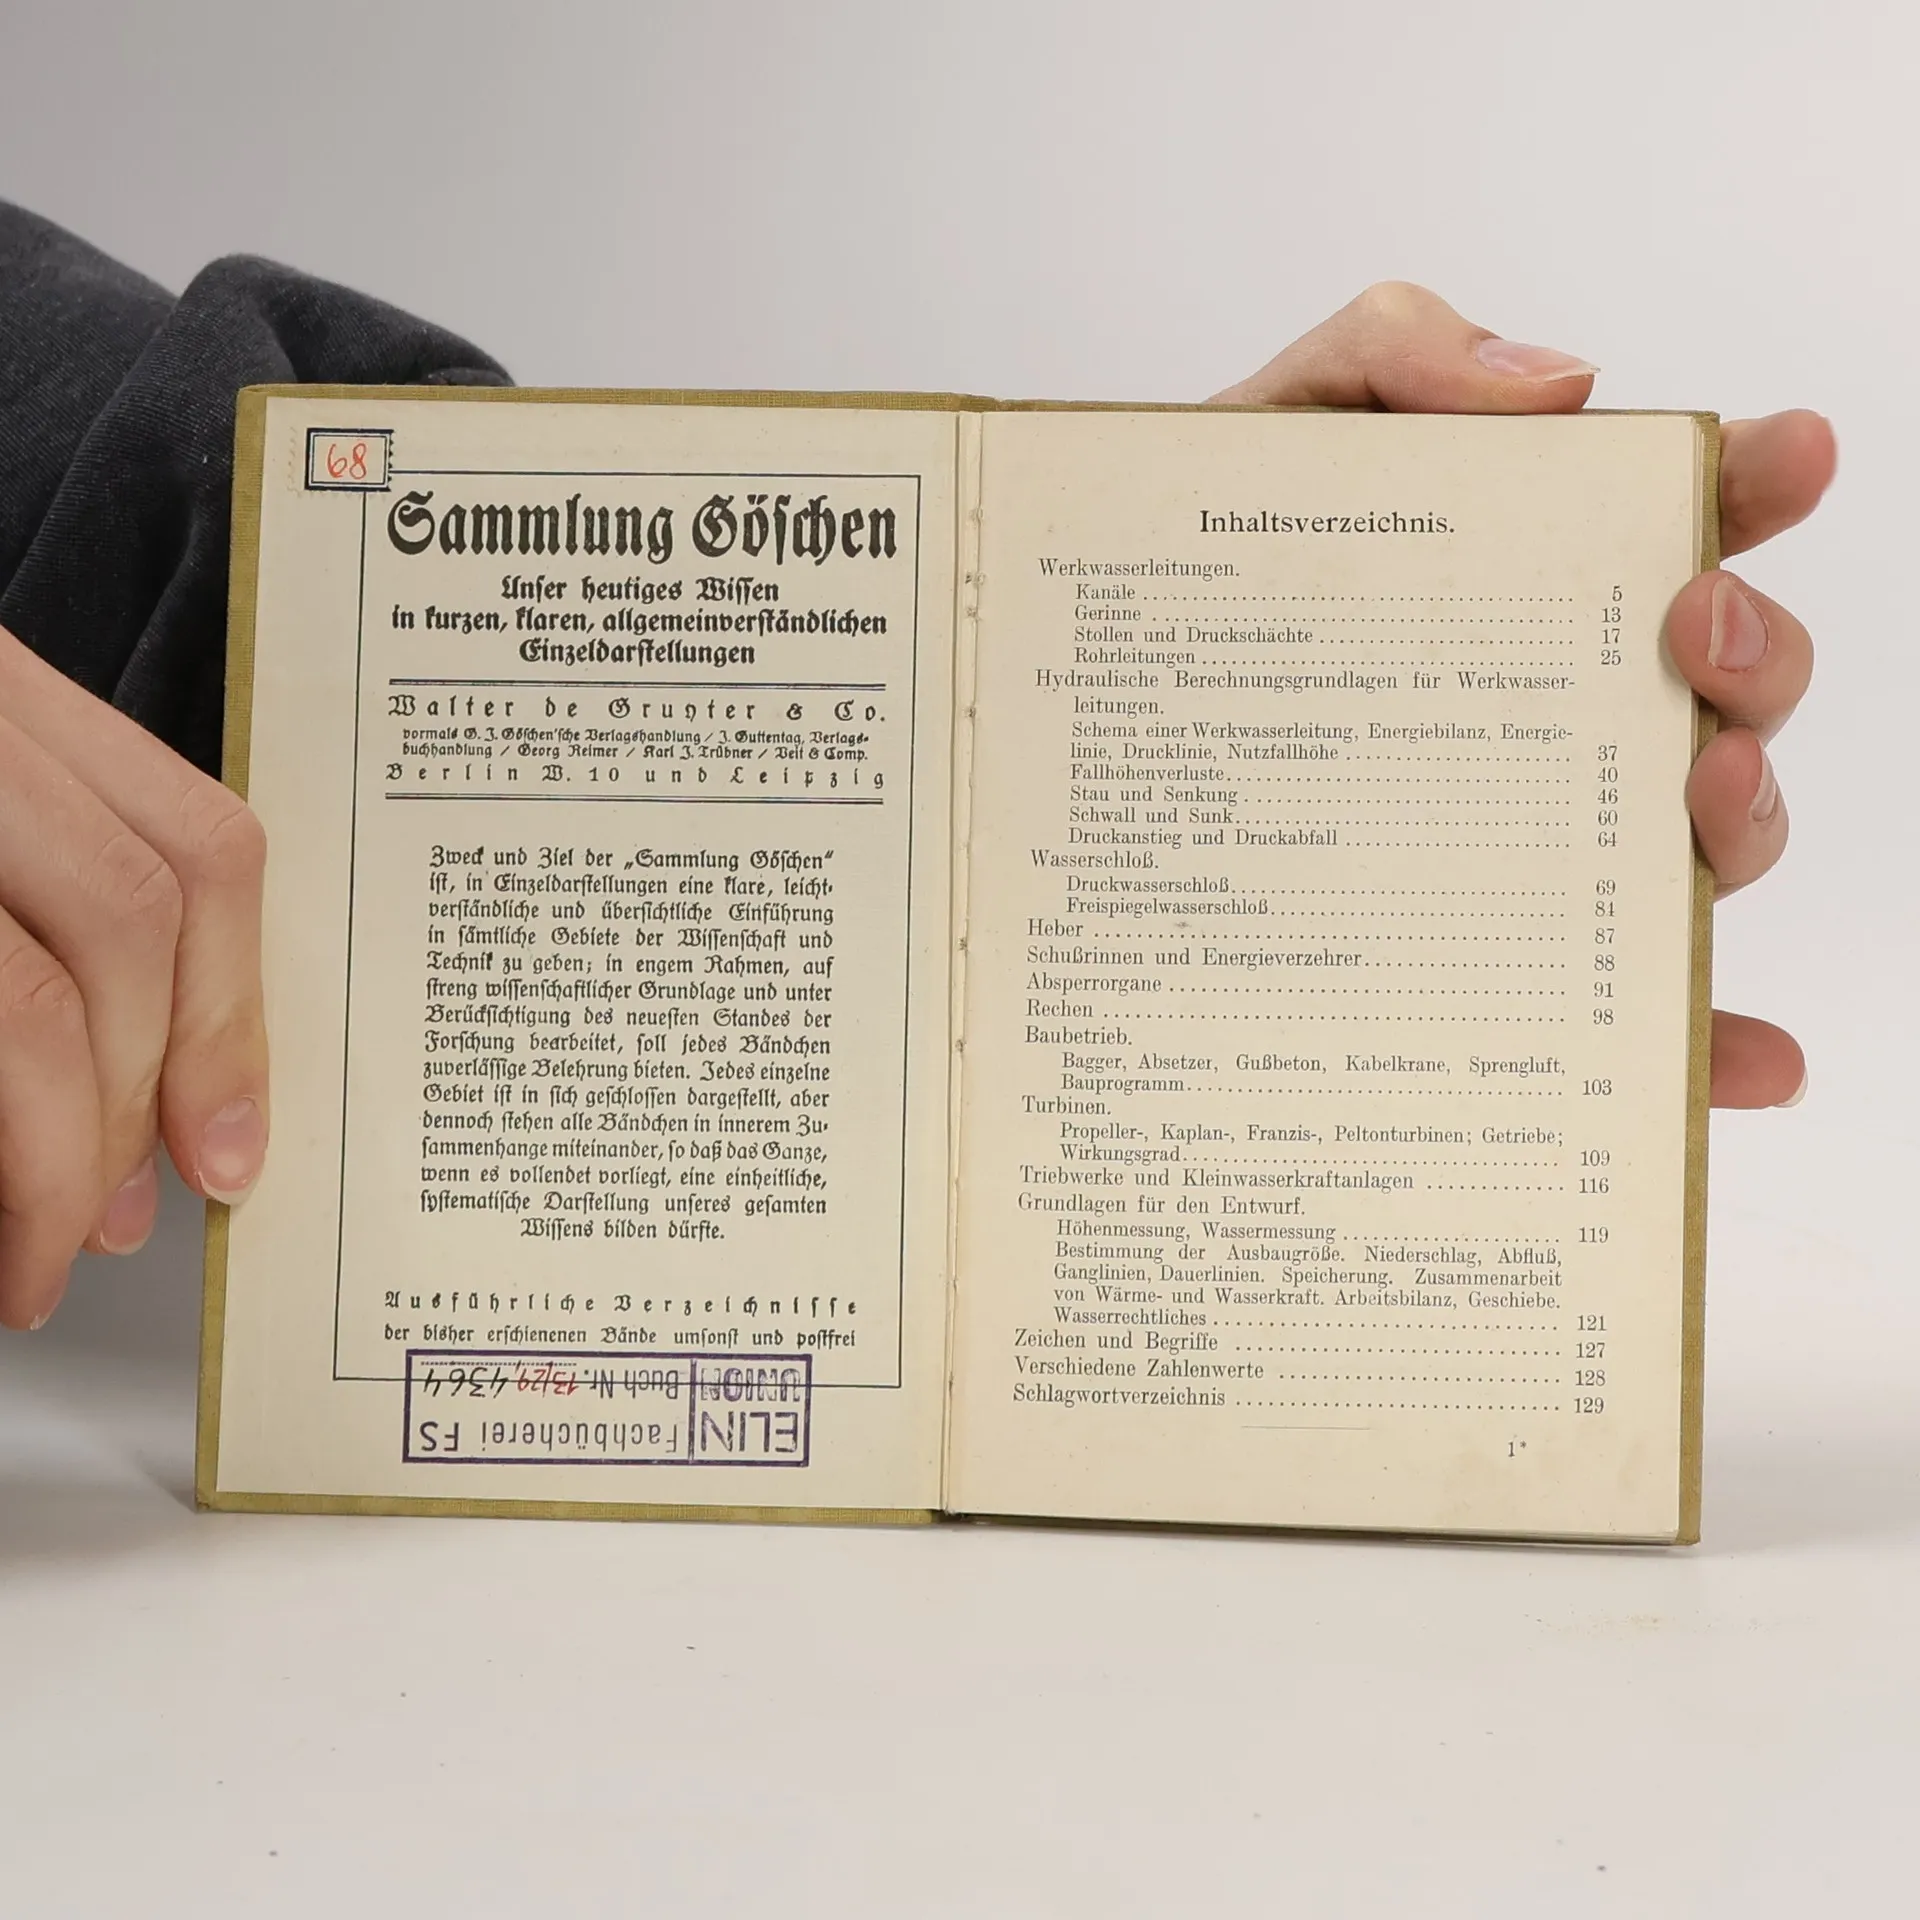 68
Sammlung Göschen
Unser heutiges Wissen
in kurzen, klaren, allgemeinverständlichen
Einzeldarstellungen
Walter de Gruyter & Co.
vormals G. J. Göschen'sche Verlagshandlung / J. Guttentag, Verlags-
buchhandlung / Georg Reimer / Karl J. Trübner / Veit & Comp.
Berlin W. 10 und Leipzig
Zweck und Ziel der „Sammlung Göschen“
ist, in Einzeldarstellungen eine klare, leicht-
verständliche und übersichtliche Einführung
in sämtliche Gebiete der Wissenschaft und
Technik zu geben; in engem Rahmen, auf
streng wissenschaftlicher Grundlage und unter
Berücksichtigung des neuesten Standes der
Forschung bearbeitet, soll jedes Bändchen
zuverlässige Belehrung bieten. Jedes einzelne
Gebiet ist in sich geschlossen dargestellt, aber
dennoch stehen alle Bändchen in innerem Zu-
sammenhange miteinander, so daß das Ganze,
wenn es vollendet vorliegt, eine einheitliche,
systematische Darstellung unseres gesamten
Wissens bilden dürfte.
Ausführliche Verzeichnisse
der bisher erschienenen Bände umsonst und postfrei
ELIN Fachbücherei FS
UNION Buch Nr. 13/29, 4364
Inhaltsverzeichnis.
Werkwasserleitungen.
Kanäle ........ 5
Gerinne ........ 13
Stollen und Druckschächte ........ 17
Rohrleitungen ........ 25
Hydraulische Berechnungsgrundlagen für Werkwasser-
leitungen.
Schema einer Werkwasserleitung, Energiebilanz, Energie-
linie, Drucklinie, Nutzfallhöhe ........ 37
Fallhöhenverluste ........ 40
Stau und Senkung ........ 46
Schwall und Sunk ........ 60
Druckanstieg und Druckabfall ........ 64
Wasserschloß.
Druckwasserschloß ........ 69
Freispiegelwasserschloß ........ 84
Heber ........ 87
Schußrinnen und Energieverzehrer ........ 88
Absperrorgane ........ 91
Rechen ........ 98
Baubetrieb.
Bagger, Absetzer, Gußbeton, Kabelkrane, Sprengluft,
Bauprogramm ........ 103
Turbinen.
Propeller-, Kaplan-, Franzis-, Peltonturbinen; Getriebe;
Wirkungsgrad ........ 109
Triebwerke und Kleinwasserkraftanlagen ........ 116
Grundlagen für den Entwurf.
Höhenmessung, Wassermessung ........ 119
Bestimmung der Ausbaugröße. Niederschlag, Abfluß,
Ganglinien, Dauerlinien. Speicherung. Zusammenarbeit
von Wärme- und Wasserkraft. Arbeitsbilanz, Geschiebe.
Wasserrechtliches ........ 121
Zeichen und Begriffe ........ 127
Verschiedene Zahlenwerte ........ 128
Schlagwortverzeichnis ........ 129
1*